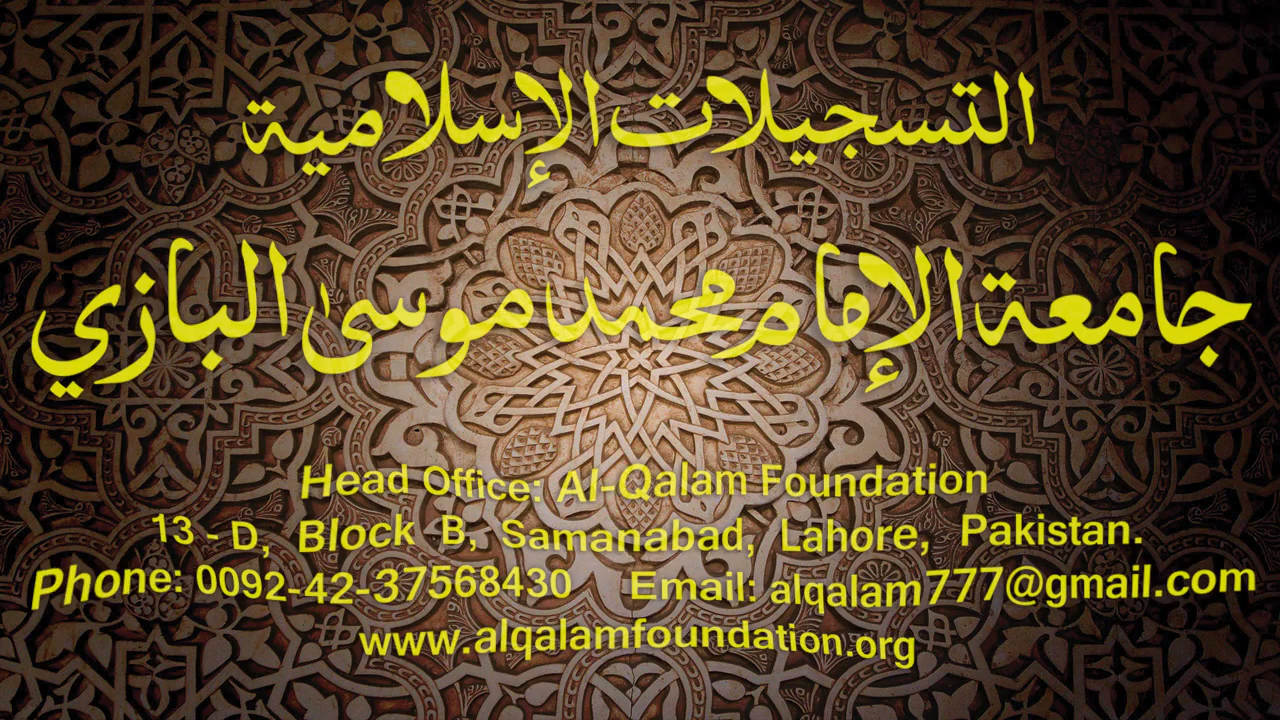 التسجيلات الإسلامية
جامعة الإمام محمد موسى البازي
Head Office: Al-Qalam Foundation
13 - D, Block B, Samanabad, Lahore, Pakistan.
Phone: 0092-42-37568430 Email: alqalam777@gmail.com
www.alqalamfoundation.org